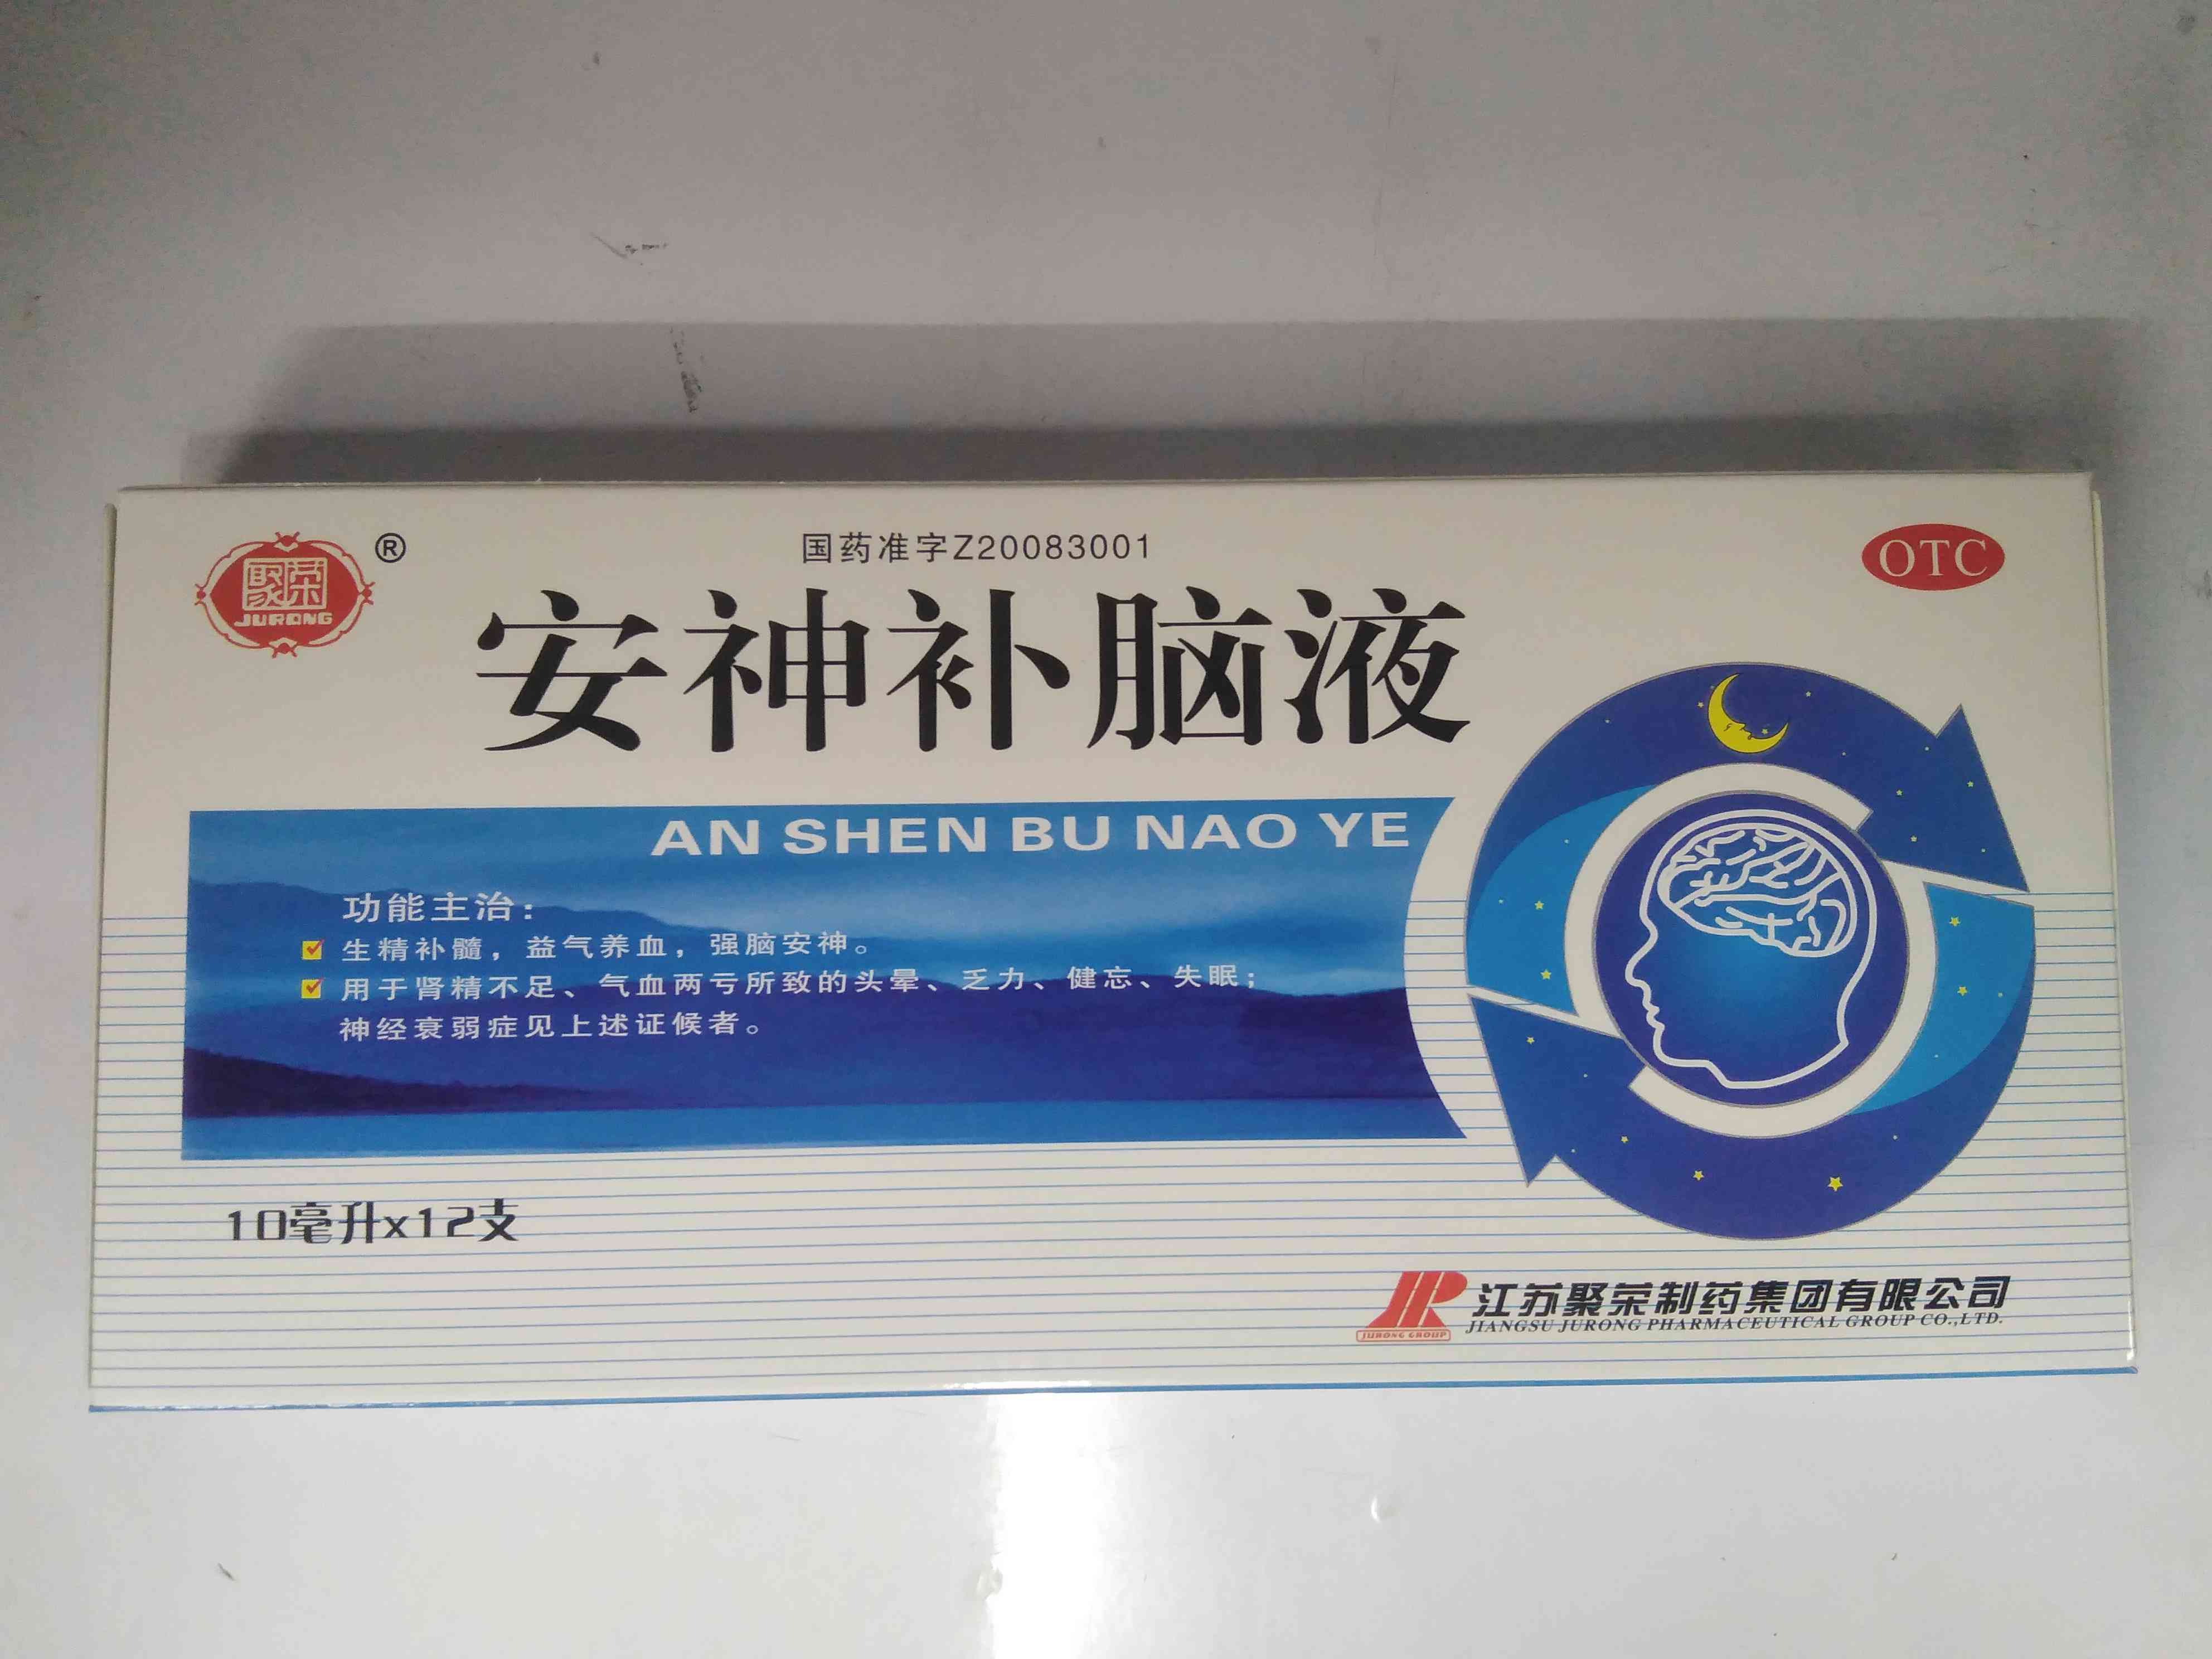 聚荣
JURONG
®
国药准字Z20083001
OTC
安神补脑液
AN SHEN BU NAO YE
功能主治：
生精补髓，益气养血，强脑安神。
用于肾精不足、气血两亏所致的头晕、乏力、健忘、失眠；
神经衰弱症见上述证候者。
10毫升x12支
JURONG GROUP
江苏聚荣制药集团有限公司
JIANGSU JURONG PHARMACEUTICAL GROUP CO.,LTD.